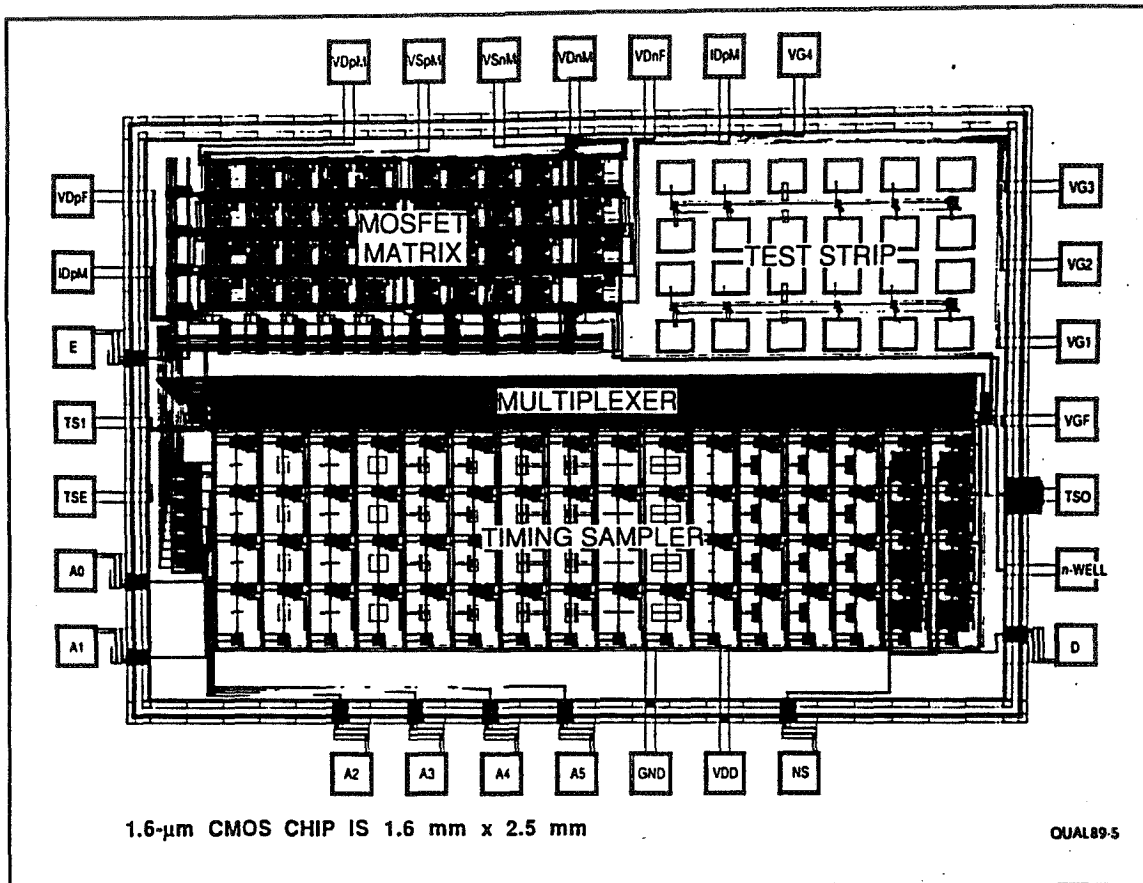 VDpM VSpM VSnM VDnM VDnF IDpM VG4
VDpF
IDpM
E
TS1
TSE
A0
A1
MOSFET
MATRIX
TEST STRIP
MULTIPLEXER
TIMING SAMPLER
VG3
VG2
VG1
VGF
TSO
n-WELL
D
A2 A3 A4 A5 GND VDD NS
1.6-μm CMOS CHIP IS 1.6 mm x 2.5 mm
QUAL89-5